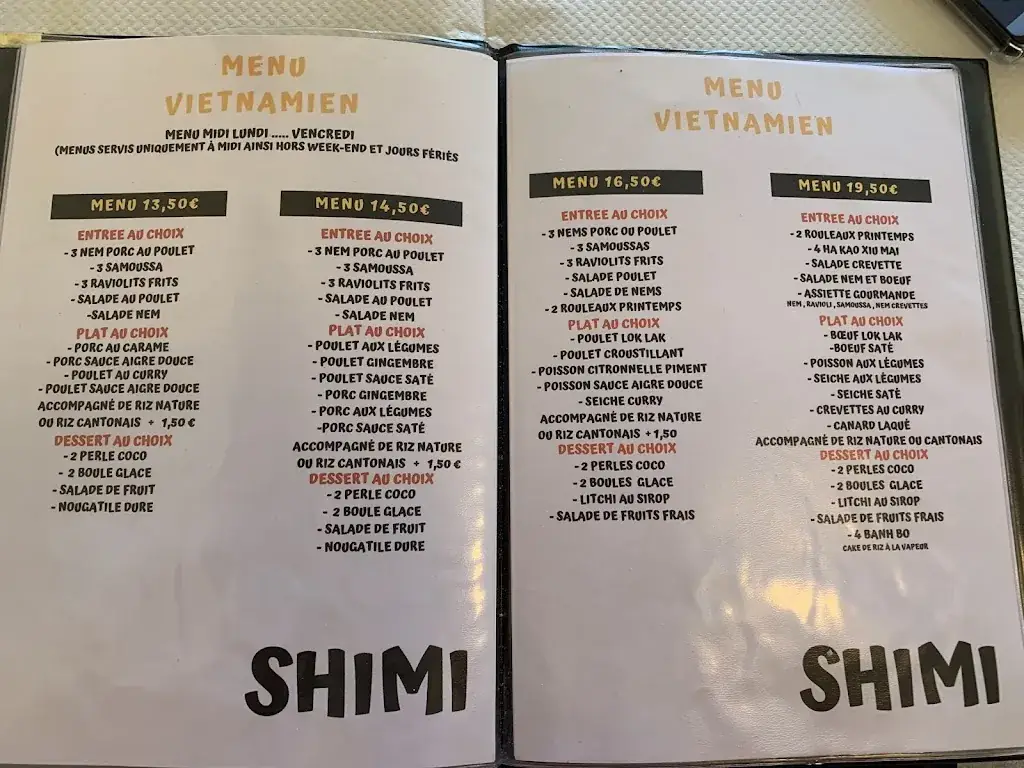 MENU
VIETNAMIEN
MENU MIDI LUNDI ..... VENCREDI
(MENUS SERVIS UNIQUEMENT À MIDI AINSI HORS WEEK-END ET JOURS FÉRIÉS
MENU 13,50€
ENTREE AU CHOIX
- 3 NEM PORC AU POULET
- 3 SAMOUSSA
- 3 RAVIOLITS FRITS
- SALADE AU POULET
-SALADE NEM
PLAT AU CHOIX
- PORC AU CARAME
- PORC SAUCE AIGRE DOUCE
- POULET AU CURRY
- POULET SAUCE AIGRE DOUCE
ACCOMPAGNÉ DE RIZ NATURE
OU RIZ CANTONAIS + 1,50 €
DESSERT AU CHOIX
- 2 PERLE COCO
- 2 BOULE GLACE
- SALADE DE FRUIT
- NOUGATILE DURE
MENU 14,50€
ENTREE AU CHOIX
- 3 NEM PORC AU POULET
- 3 SAMOUSSA
- 3 RAVIOLITS FRITS
- SALADE AU POULET
- SALADE NEM
PLAT AU CHOIX
- POULET AUX LÉGUMES
- POULET GINGEMBRE
- POULET SAUCE SATÉ
- PORC GINGEMBRE
- PORC AUX LÉGUMES
-PORC SAUCE SATÉ
ACCOMPAGNÉ DE RIZ NATURE
OU RIZ CANTONAIS + 1,50 €
DESSERT AU CHOIX
- 2 PERLE COCO
- 2 BOULE GLACE
- SALADE DE FRUIT
- NOUGATILE DURE
SHIMI
MENU
VIETNAMIEN
MENU 16,50€
ENTREE AU CHOIX
- 3 NEMS PORC OU POULET
- 3 SAMOUSSAS
- 3 RAVIOLITS FRITS
- SALADE POULET
- SALADE DE NEMS
- 2 ROULEAUX PRINTEMPS
PLAT AU CHOIX
- POULET LOK LAK
- POULET CROUSTILLANT
- POISSON CITRONNELLE PIMENT
- POISSON SAUCE AIGRE DOUCE
- SEICHE CURRY
ACCOMPAGNÉ DE RIZ NATURE
OU RIZ CANTONAIS +1,50
DESSERT AU CHOIX
- 2 PERLES COCO
- 2 BOULES GLACE
- LITCHI AU SIROP
- SALADE DE FRUITS FRAIS
MENU 19,50€
ENTREE AU CHOIX
- 2 ROULEAUX PRINTEMPS
- 4 HA KAO XIU MAI
- SALADE CREVETTE
- SALADE NEM ET BOEUF
- ASSIETTE GOURMANDE
NEM , RAVIOLI , SAMOUSSA , NEM CREVETTES
PLAT AU CHOIX
- BŒUF LOK LAK
-BOEUF SATÉ
- POISSON AUX LÉGUMES
- SEICHE AUX LÉGUMES
- SEICHE SATÉ
- CREVETTES AU CURRY
- CANARD LAQUÉ
ACCOMPAGNÉ DE RIZ NATURE OU CANTONAIS
DESSERT AU CHOIX
- 2 PERLES COCO
- 2 BOULES GLACE
- LITCHI AU SIROP
- SALADE DE FRUITS FRAIS
- 4 BANH BO
CAKE DE RIZ À LA VAPEUR
SHIMI